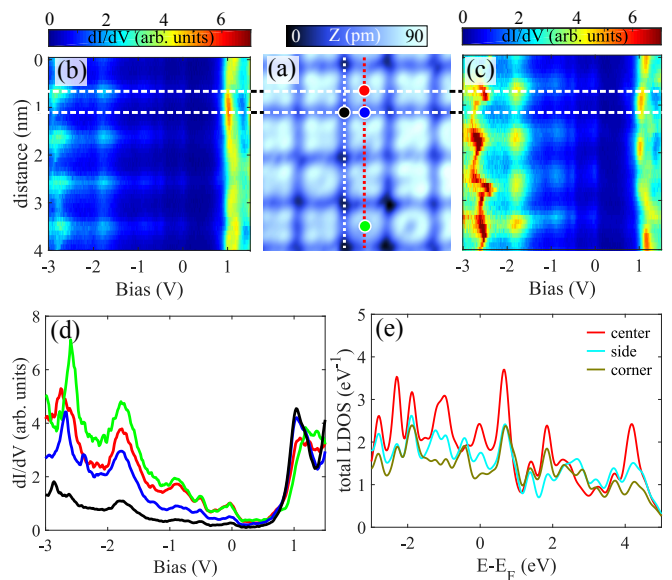 0 2 4 6
dI/dV (arb. units)
0 Z (pm) 90
0 2 4 6
dI/dV (arb. units)
(b)
(a)
(c)
distance (nm)
0
1
2
3
4
-3 -2 -1 0 1
Bias (V)
-3 -2 -1 0 1
Bias (V)
(d)
dI/dV (arb. units)
8
6
4
2
0
-3 -2 -1 0 1
Bias (V)
(e)
center
side
corner
total LDOS (eV⁻¹)
5
4
3
2
1
0
-2 0 2 4
E-E_F (eV)